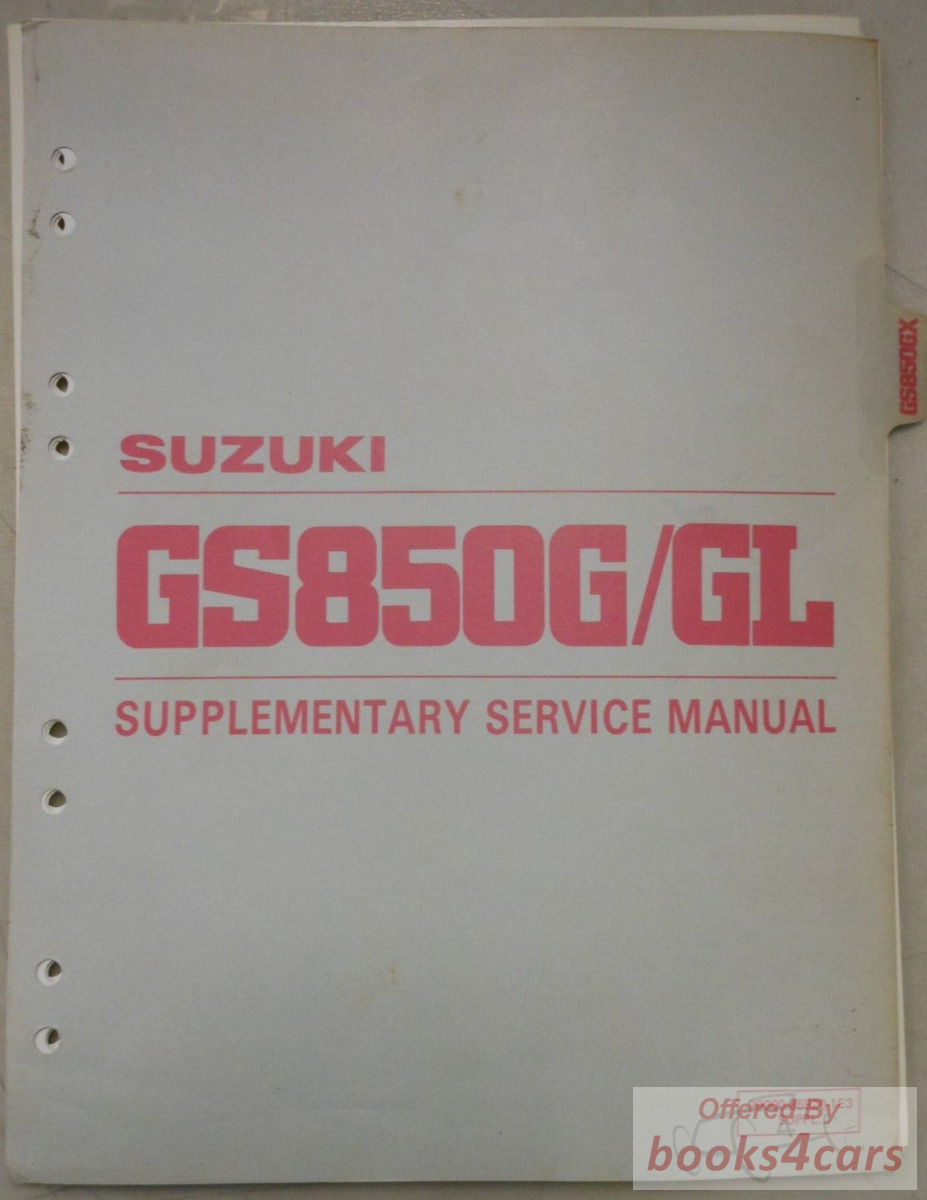 GS850GX
SUZUKI
GS850G/GL
SUPPLEMENTARY SERVICE MANUAL
Offered By
books4cars